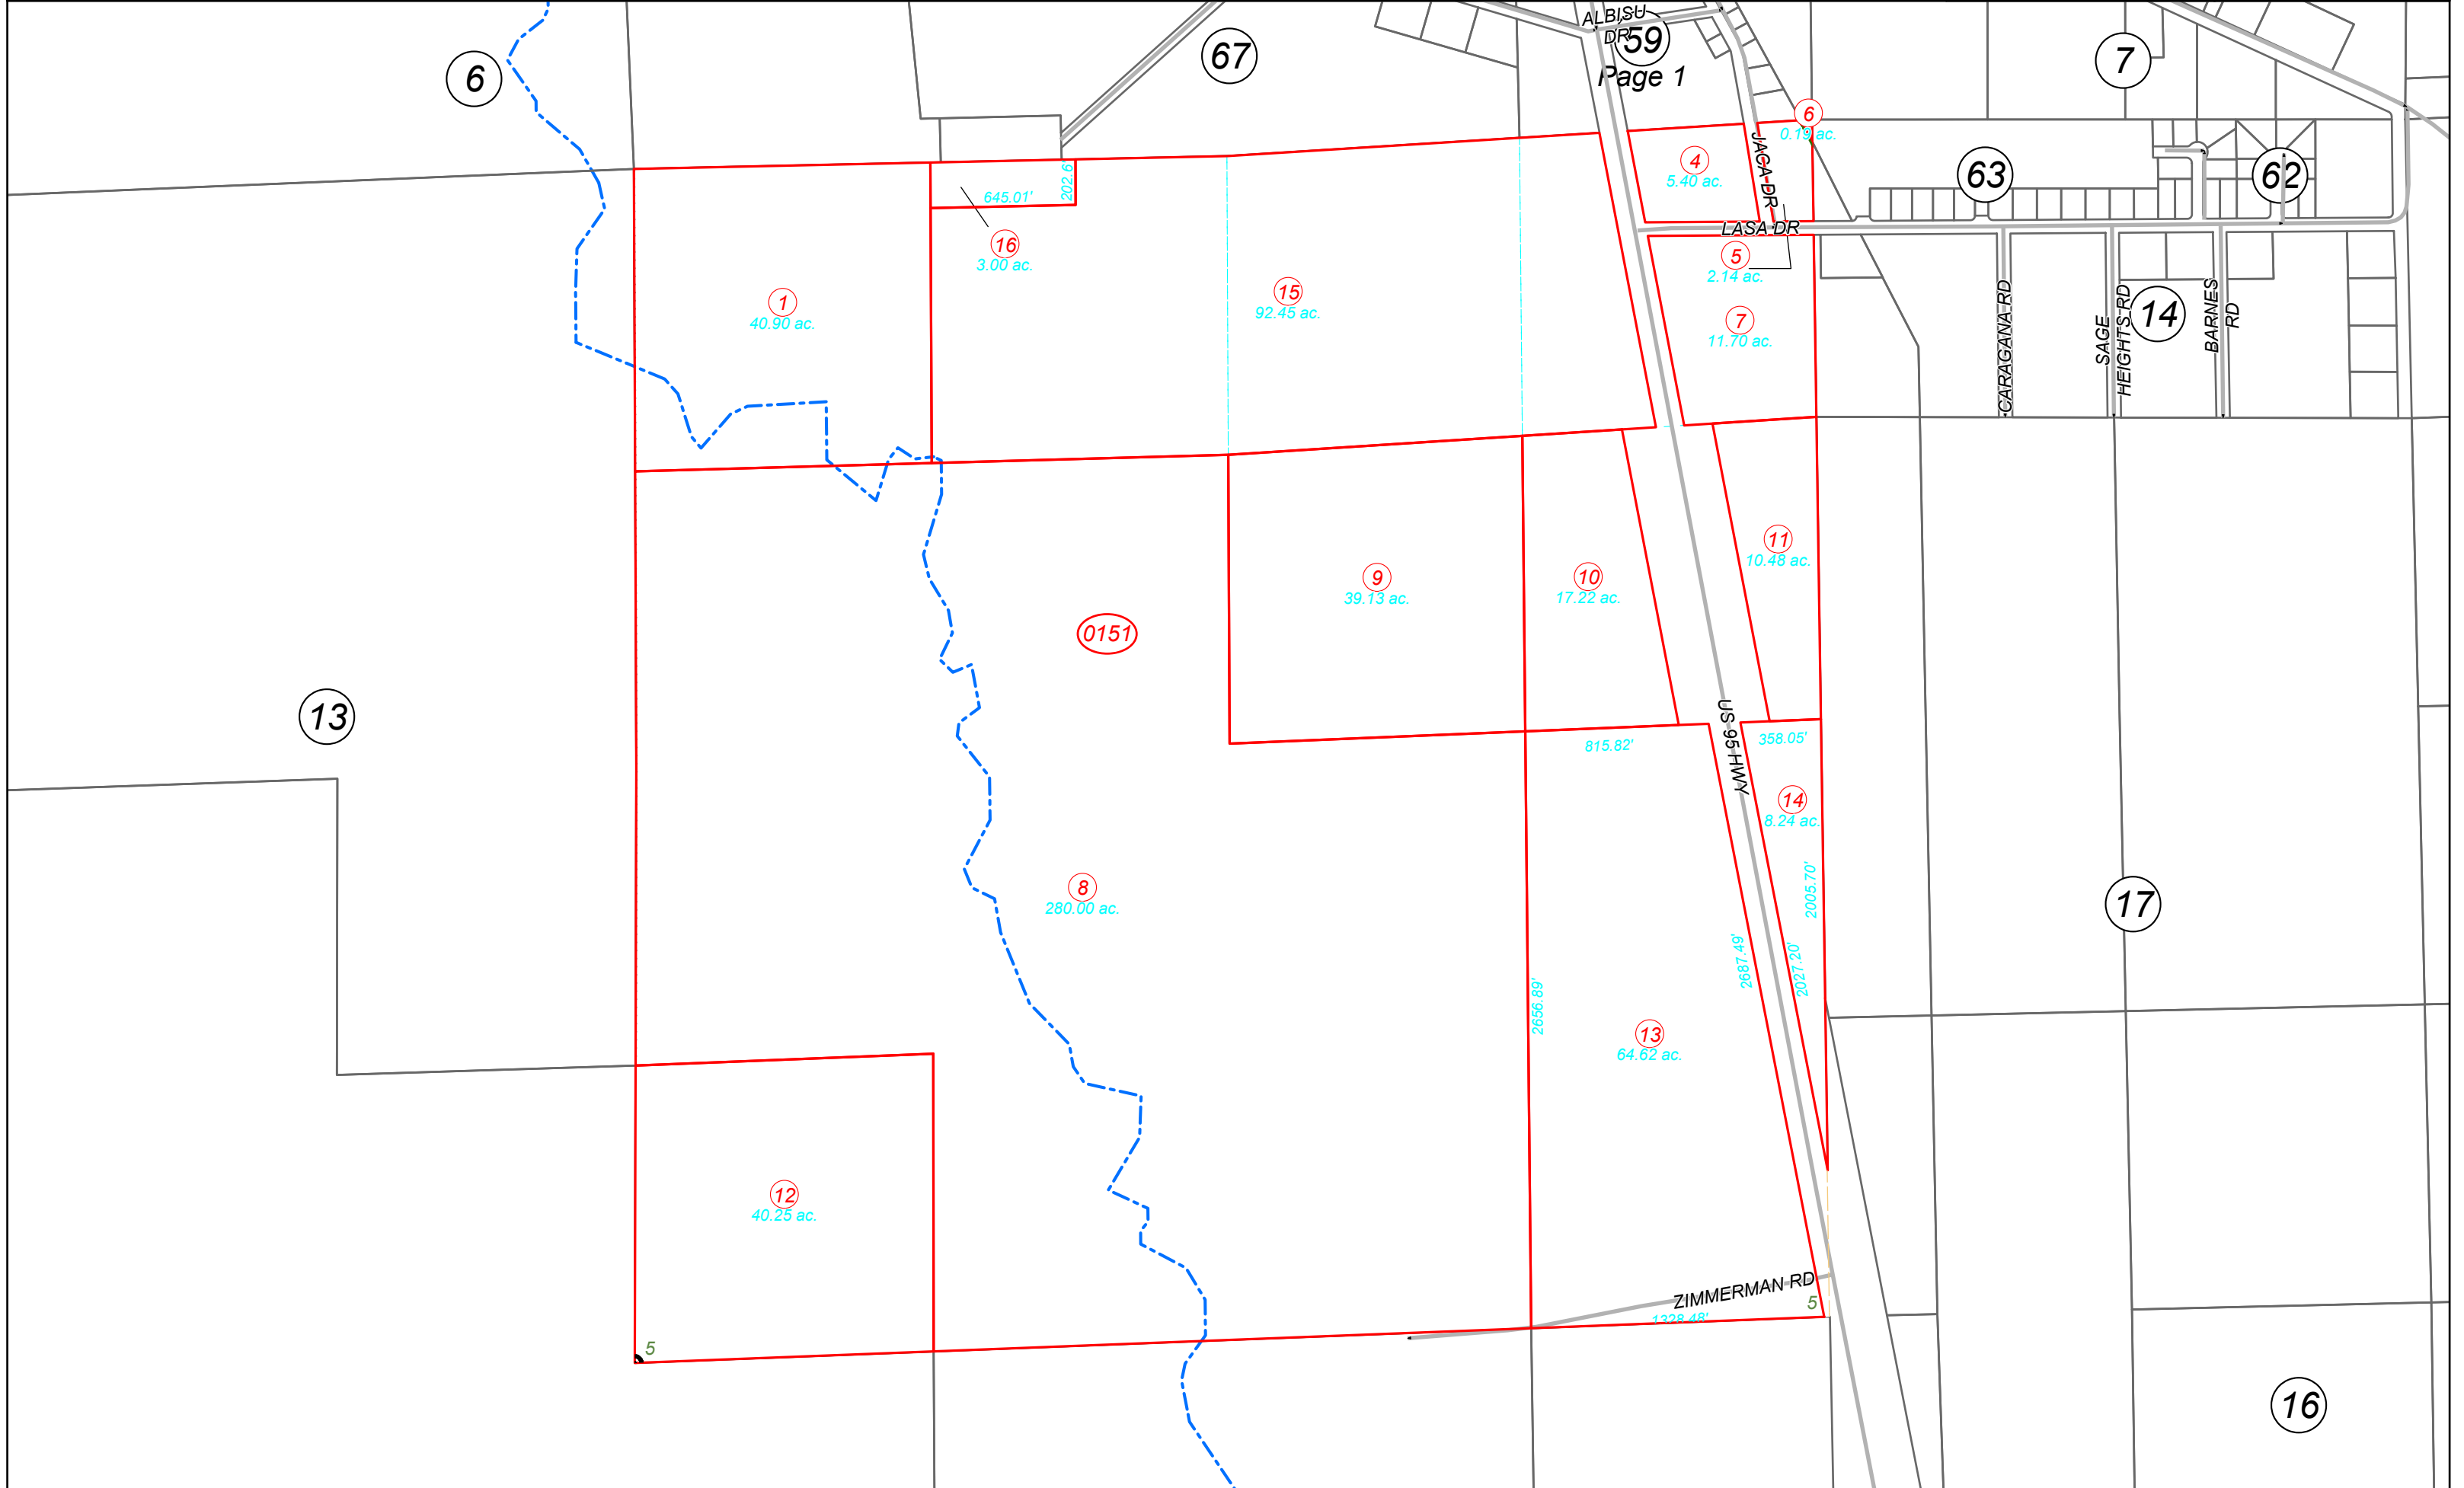 ALBISU
DR
59
Page 1
6
67
7
6
0.19 ac.
JACA DR
4
5.40 ac.
63
62
645.01'
202.6
16
3.00 ac.
LASA DR
5
2.14 ac.
1
40.90 ac.
15
92.45 ac.
7
11.70 ac.
CARAGANA RD
SAGE
HEIGHTS RD
14
BARNES
RD
11
10.48 ac.
9
39.13 ac.
10
17.22 ac.
0151
13
US 95 HWY
815.82'
358.05'
14
8.24 ac.
8
280.00 ac.
2005.70'
17
2687.49'
2027.20'
2656.89'
13
64.62 ac.
12
40.25 ac.
ZIMMERMAN RD
5
1328.48'
5
16